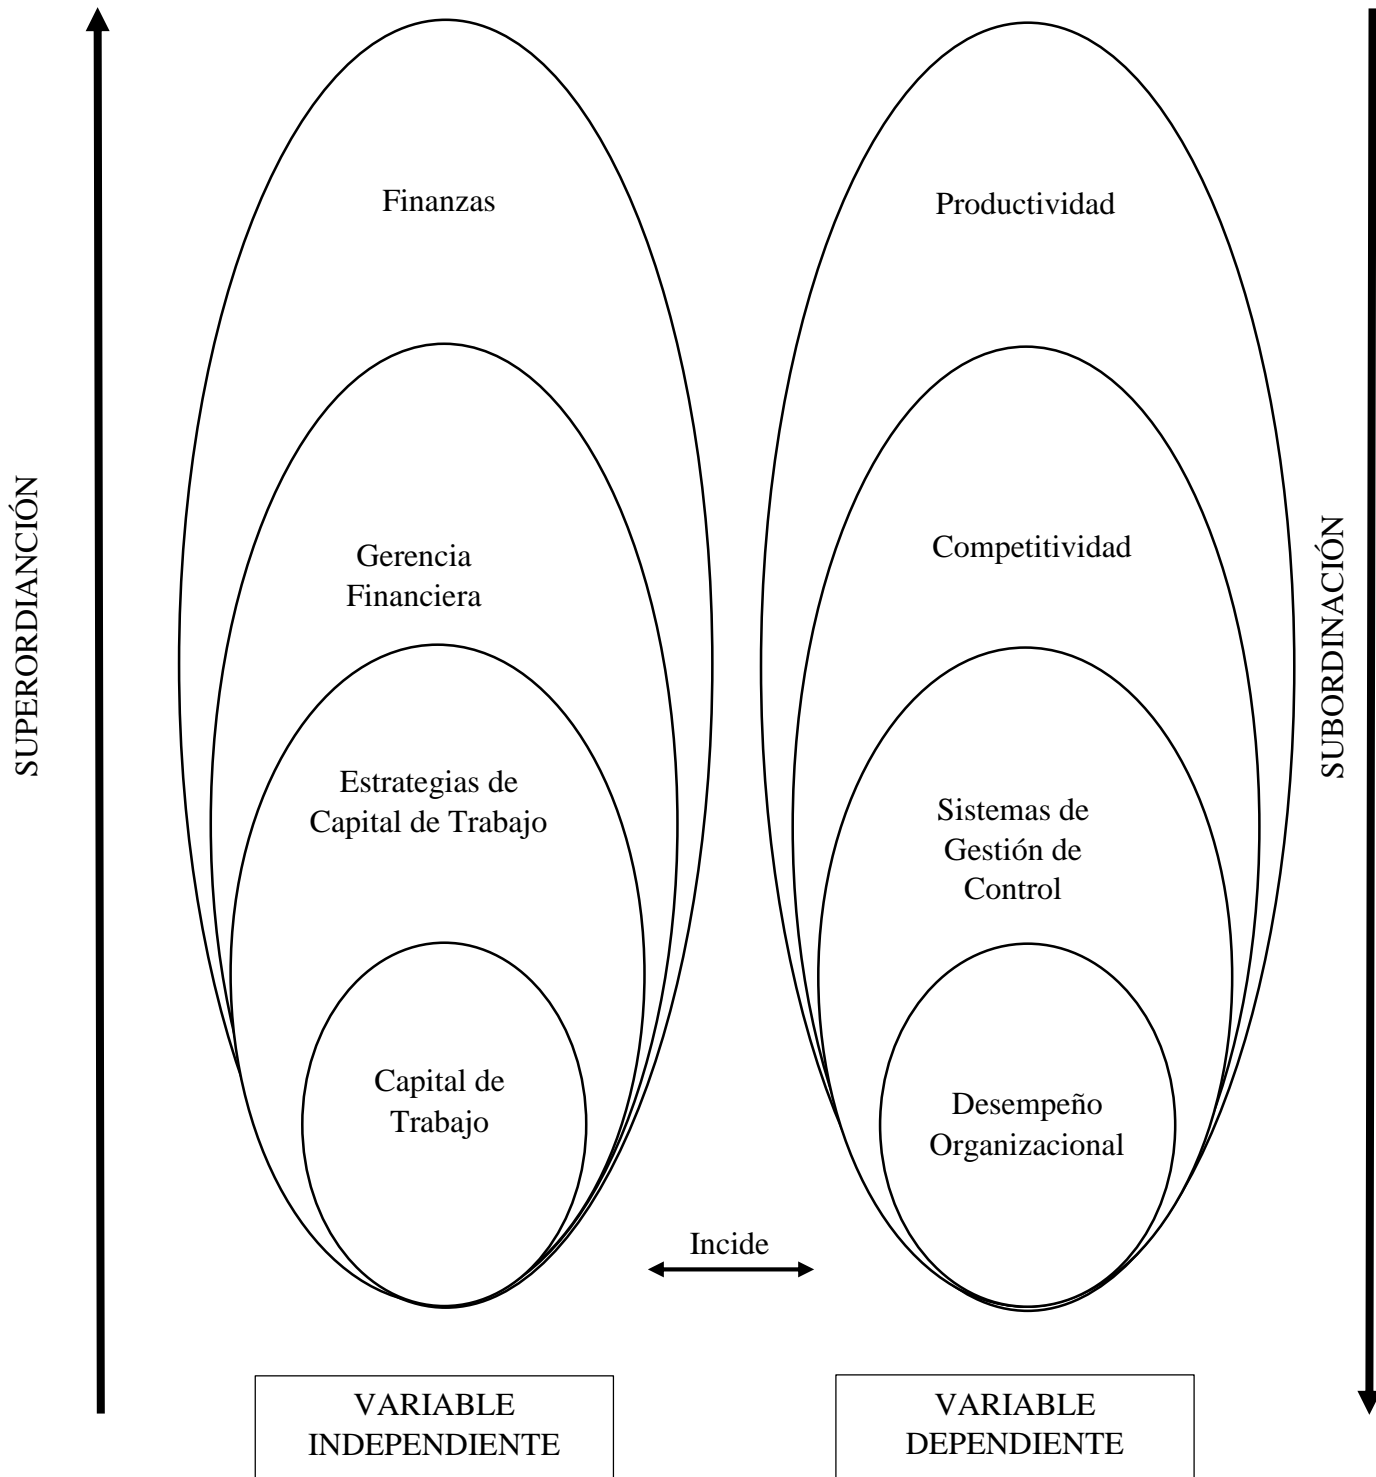 Finanzas
Productividad
SUPERORDIANCIÓN
Gerencia
Financiera
Competitividad
SUBORDINACIÓN
Estrategias de
Capital de Trabajo
Sistemas de
Gestión de
Control
Capital de
Trabajo
Desempeño
Organizacional
Incide
VARIABLE
INDEPENDIENTE
VARIABLE
DEPENDIENTE